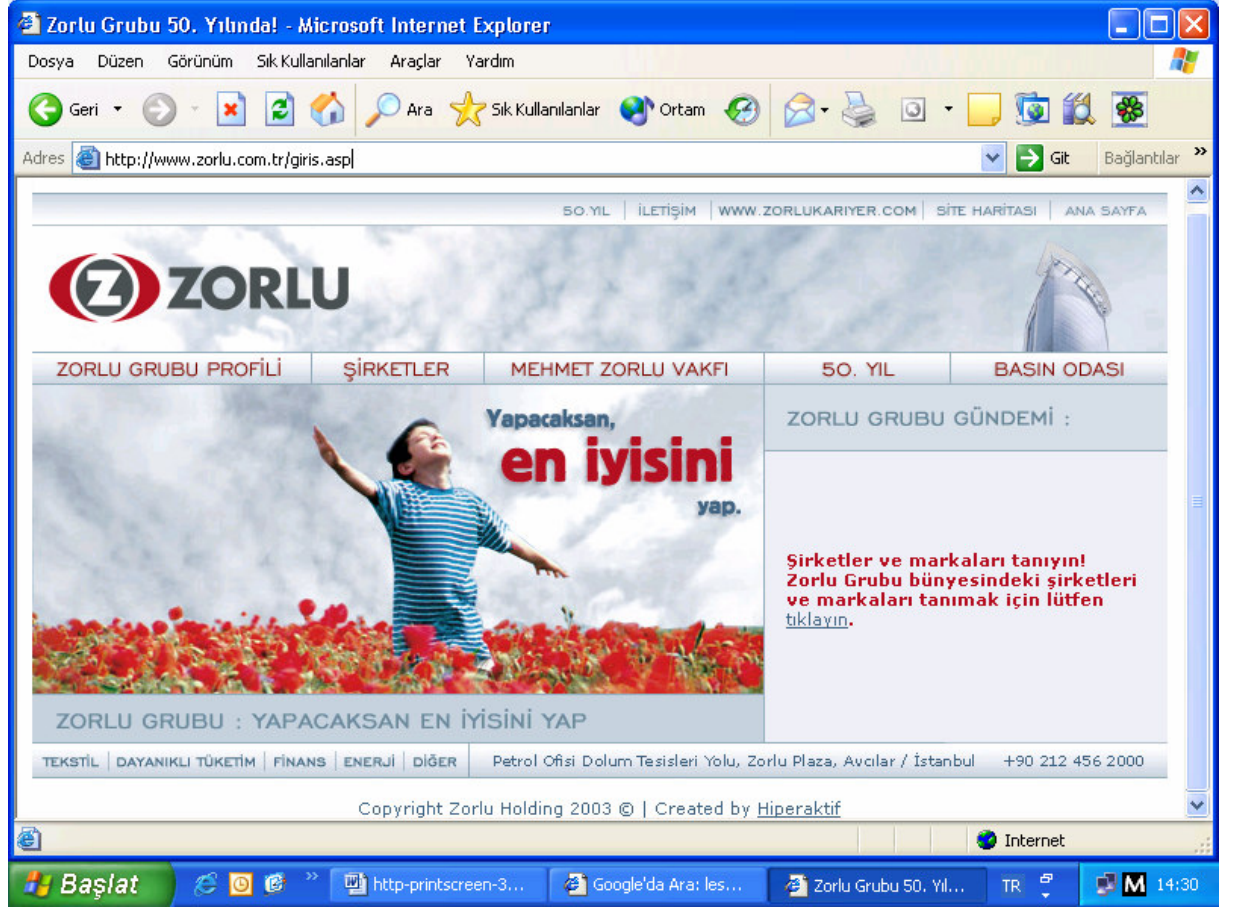 Zorlu Grubu 50. Yılında! - Microsoft Internet Explorer
Dosya Düzen Görünüm Sık Kullanılanlar Araçlar Yardım
Geri Ara Sık Kullanılanlar Ortam
Adres http://www.zorlu.com.tr/giris.asp Git Bağlantılar »
50.YIL | İLETİŞİM | WWW.ZORLUKARIYER.COM | SİTE HARİTASI | ANA SAYFA
Z ZORLU
ZORLU GRUBU PROFİLİ ŞİRKETLER MEHMET ZORLU VAKFI 50. YIL BASIN ODASI
Yapacaksan,
en iyisini
yap.
ZORLU GRUBU GÜNDEMİ :
Şirketler ve markaları tanıyın!
Zorlu Grubu bünyesindeki şirketleri
ve markaları tanımak için lütfen
tıklayın.
ZORLU GRUBU : YAPACAKSAN EN İYİSİNİ YAP
TEKSTİL | DAYANIKLI TÜKETİM | FİNANS | ENERJİ | DİĞER Petrol Ofisi Dolum Tesisleri Yolu, Zorlu Plaza, Avcılar / İstanbul +90 212 456 2000
Copyright Zorlu Holding 2003 © | Created by Hiperaktif
Internet
Başlat » http-printscreen-3... Google'da Ara: les... Zorlu Grubu 50. Yıl... TR M 14:30